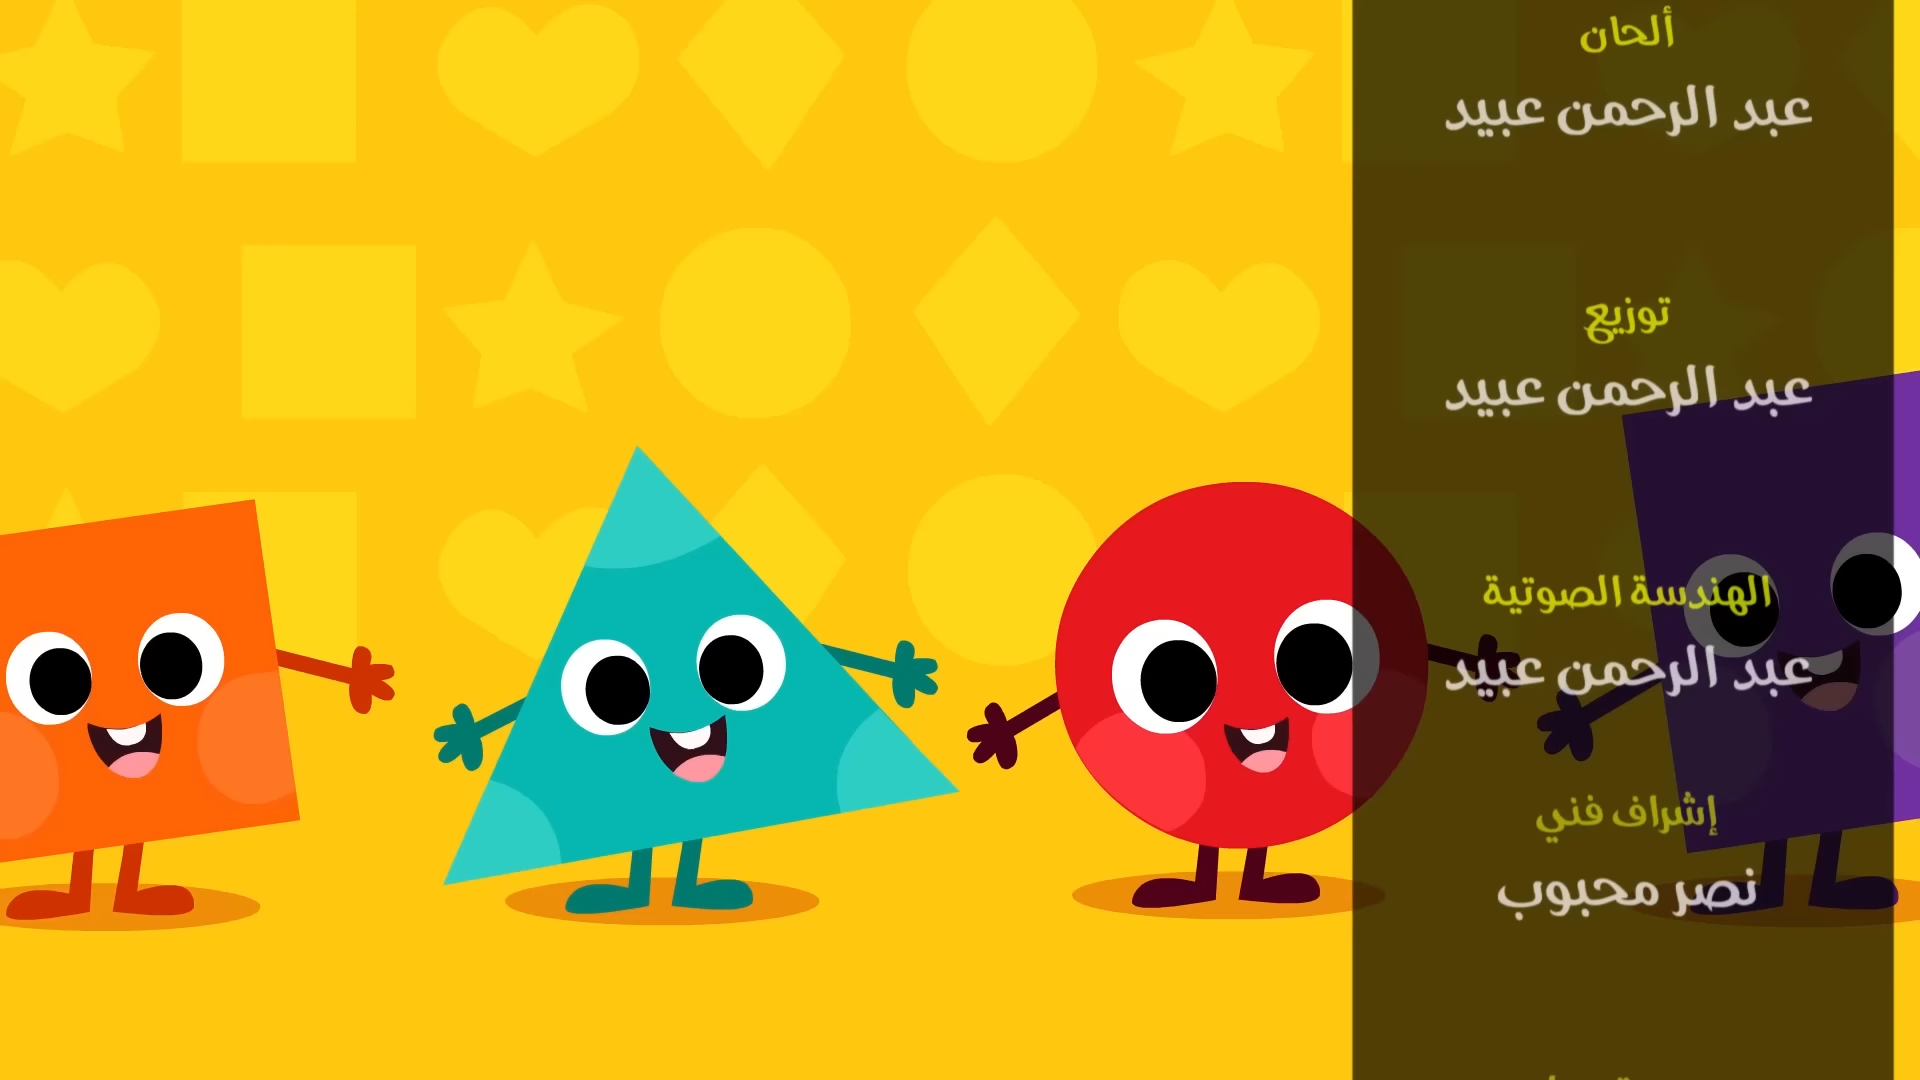 ألحان
عبد الرحمن عبيد
توزيع
عبد الرحمن عبيد
الهندسة الصوتية
عبد الرحمن عبيد
إشراف فني
نصر محبوب